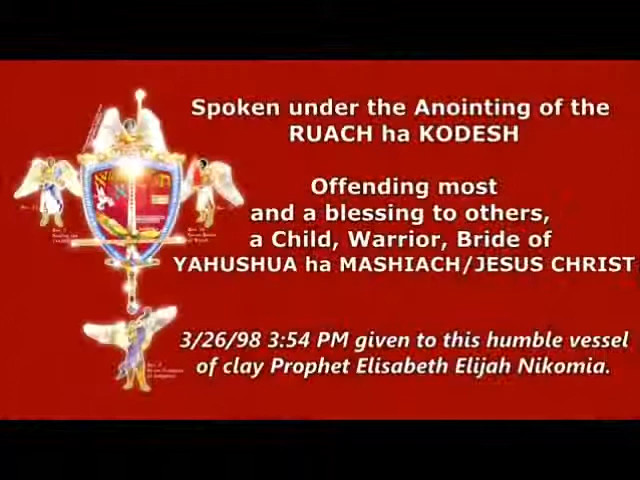 Spoken under the Anointing of the
RUACH ha KODESH
Offending most
and a blessing to others,
a Child, Warrior, Bride of
YAHUSHUA ha MASHIACH/JESUS CHRIST
3/26/98 3:54 PM given to this humble vessel
of clay Prophet Elisabeth Elijah Nikomia.